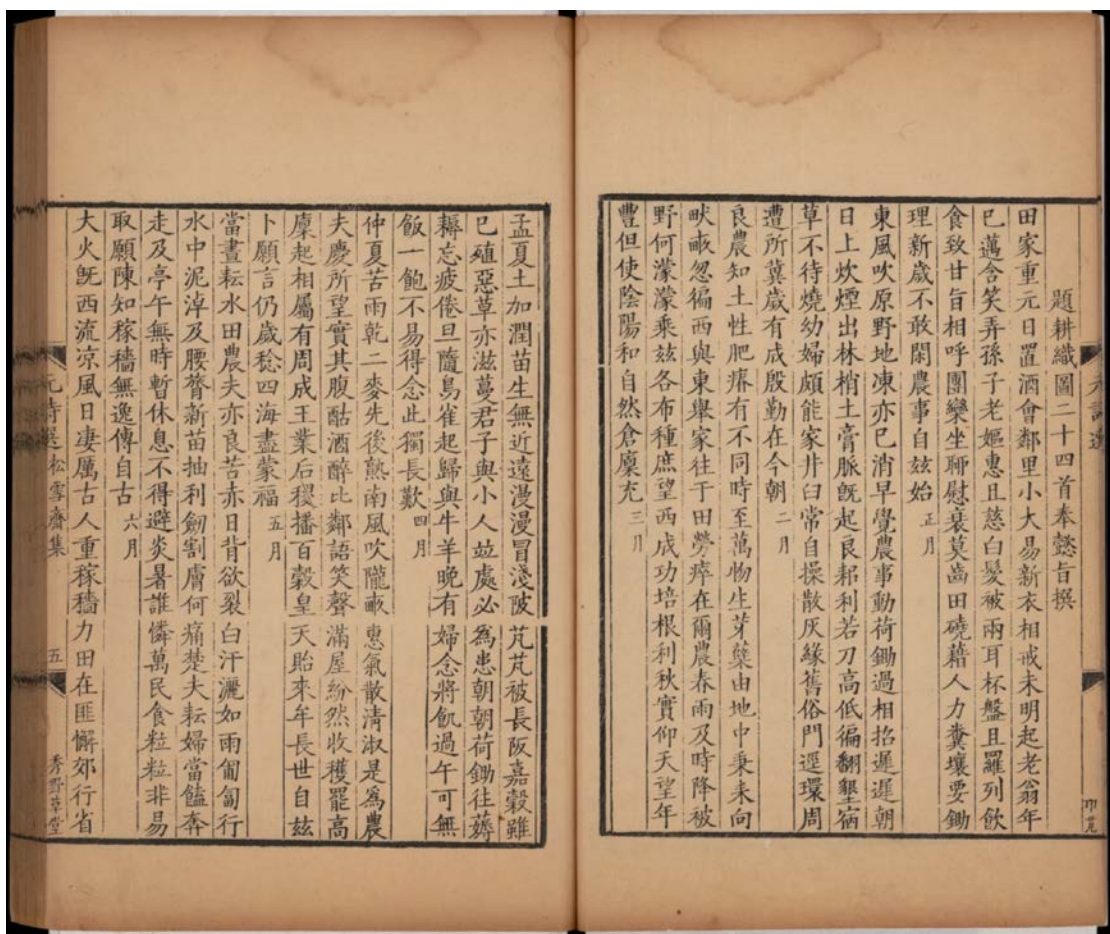 題耕織圖二十四首奉懿旨撰
田家重元日置酒會鄰里小大易新衣相戒未明起老翁年
已邁含笑弄孫子老嫗惠且慈白髮被兩耳杯盤且羅列飲
食致甘旨相呼團欒坐聊慰衰莫齒田磽藉人力糞壤要鋤
理新歲不敢閑農事自玆始 正月
東風吹原野地凍亦已消早覺農事動荷鋤過相招遲遲朝
日上炊煙出林梢土膏脈旣起良耜利若刀高低徧翻墾宿
草不待燒幼婦頗能家井臼常自操散灰緣舊俗門逕環周
遭所冀歲有成殷勤在今朝 二月
良農知土性肥瘠有不同時至萬物生芽糵由地中秉耒向
畎畝忽徧西與東舉家往于田勞瘁在爾農春雨及時降被
野何濛濛乘玆各布種庶望西成功培根利秋實仰天望年
豐但使陰陽和自然倉廩充 三月
孟夏土加潤苗生無近遠漫漫冒淺陂芃芃被長阪嘉穀雖
已殖惡草亦滋蔓君子與小人竝處必爲患朝朝荷鋤往薅
耨忘疲倦旦隨鳥雀起歸與牛羊晚有婦念將飢過午可無
飯一飽不易得念此獨長歎 四月
仲夏苦雨乾二麥先後熟南風吹隴畝惠氣散清淑是爲農
夫慶所望實其腹酤酒醉比鄰語笑聲滿屋紛然收穫罷高
廪起相屬有周成王業后稷播百穀皇天貽來牟長世自玆
卜願言仍歲稔四海盡蒙福 五月
當晝耘水田農夫亦良苦赤日背欲裂白汗灑如雨匍匐行
水中泥淖及腰膂新苗抽利劒割膚何痛楚夫耘婦當饁奔
走及亭午無時暫休息不得避炎暑誰憐萬民食粒粒非易
取願陳知稼穡無逸傳自古 六月
大火旣西流凉風日凄厲古人重稼穡力田在匪懈郊行省
元詩選 松雪齋集
五
秀野草堂